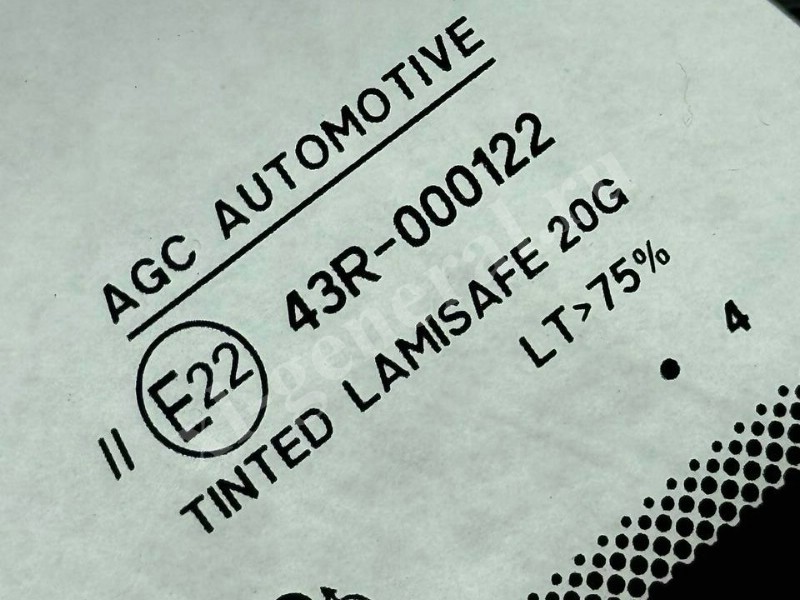 AGC AUTOMOTIVE
43R-000122
II E22
TINTED LAMISAFE 20G
LT>75%
. 4